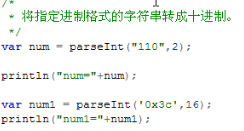 /*
* 将指定进制格式的字符串转成十进制。
*/
var num = parseInt("110",2);
println("num="+num);
var num1 = parseInt('0x3c',16);
println("num1="+num1);